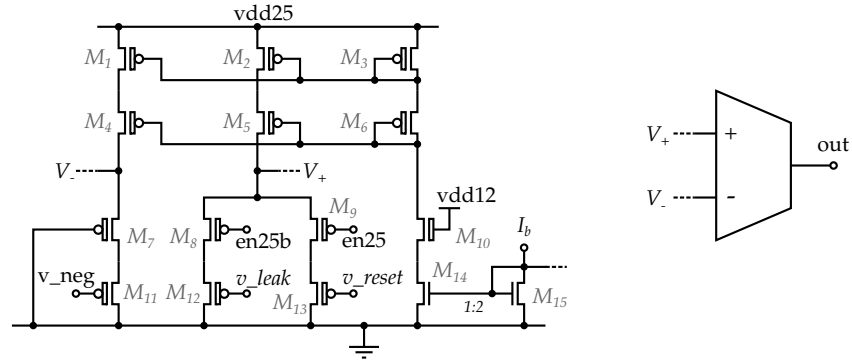 vdd25
M1 M2 M3
M4 M5 M6
V- V+
V+ + out
V- -
M7 M8 M9 vdd12
en25b en25 M10 Ib
v_neg v_leak v_reset M14
M11 M12 M13 1:2 M15